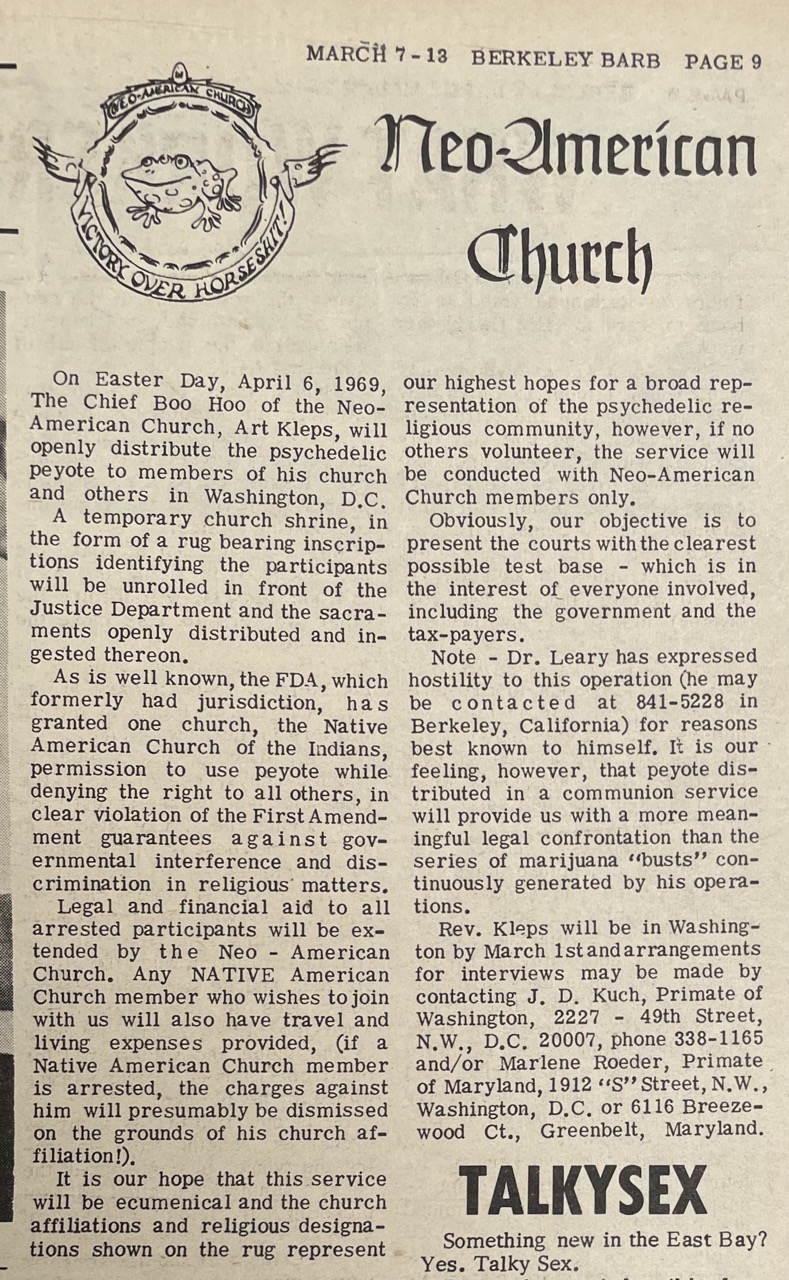 MARCH 7-13 BERKELEY BARB PAGE 9
NEO-AMERICAN CHURCH
VICTORY OVER HORSESHIT!
Neo-American
Church
On Easter Day, April 6, 1969,
The Chief Boo Hoo of the Neo-
American Church, Art Kleps, will
openly distribute the psychedelic
peyote to members of his church
and others in Washington, D.C.
A temporary church shrine, in
the form of a rug bearing inscrip-
tions identifying the participants
will be unrolled in front of the
Justice Department and the sacra-
ments openly distributed and in-
gested thereon.
As is well known, the FDA, which
formerly had jurisdiction, has
granted one church, the Native
American Church of the Indians,
permission to use peyote while
denying the right to all others, in
clear violation of the First Amend-
ment guarantees against gov-
ernmental interference and dis-
crimination in religious matters.
Legal and financial aid to all
arrested participants will be ex-
tended by the Neo - American
Church. Any NATIVE American
Church member who wishes to join
with us will also have travel and
living expenses provided, (if a
Native American Church member
is arrested, the charges against
him will presumably be dismissed
on the grounds of his church af-
filiation!).
It is our hope that this service
will be ecumenical and the church
affiliations and religious designa-
tions shown on the rug represent
our highest hopes for a broad rep-
resentation of the psychedelic re-
ligious community, however, if no
others volunteer, the service will
be conducted with Neo-American
Church members only.
Obviously, our objective is to
present the courts with the clearest
possible test base - which is in
the interest of everyone involved,
including the government and the
tax-payers.
Note - Dr. Leary has expressed
hostility to this operation (he may
be contacted at 841-5228 in
Berkeley, California) for reasons
best known to himself. It is our
feeling, however, that peyote dis-
tributed in a communion service
will provide us with a more mean-
ingful legal confrontation than the
series of marijuana "busts" con-
tinuously generated by his opera-
tions.
Rev. Kleps will be in Washing-
ton by March 1st and arrangements
for interviews may be made by
contacting J. D. Kuch, Primate of
Washington, 2227 - 49th Street,
N.W., D.C. 20007, phone 338-1165
and/or Marlene Roeder, Primate
of Maryland, 1912 "S" Street, N.W.,
Washington, D.C. or 6116 Breeze-
wood Ct., Greenbelt, Maryland.
TALKYSEX
Something new in the East Bay?
Yes. Talky Sex.